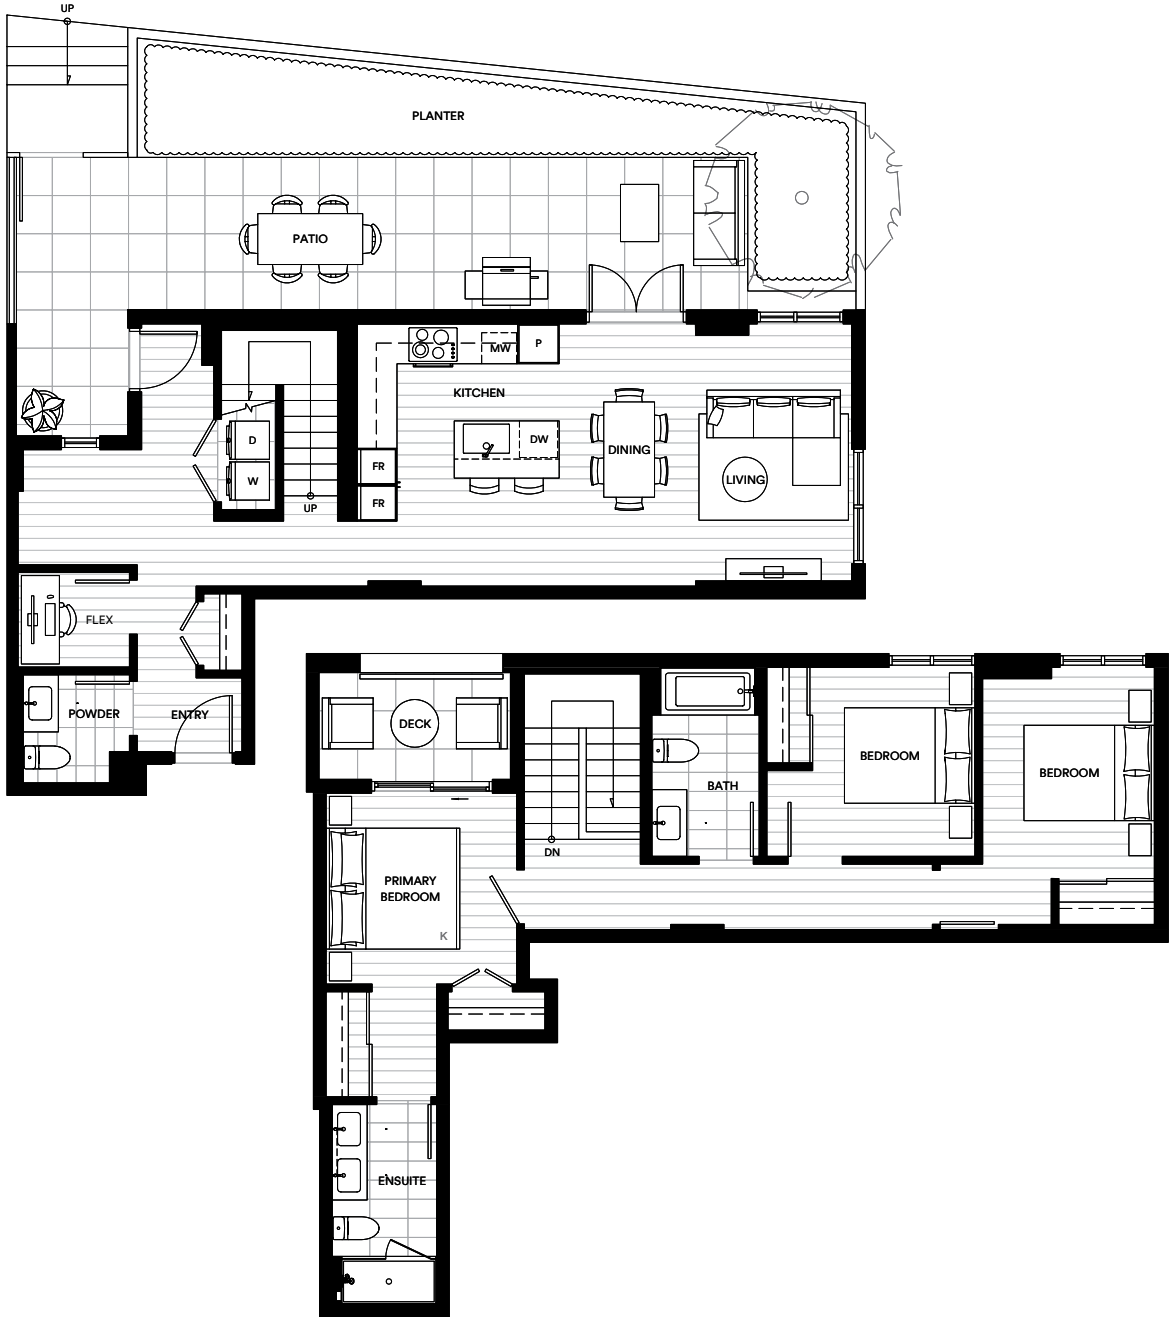 UP
PLANTER
PATIO
MW
P
KITCHEN
D
DW
DINING
FR
W
LIVING
FR
UP
FLEX
POWDER
ENTRY
DECK
BEDROOM
BEDROOM
BATH
DN
PRIMARY
BEDROOM
K
ENSUITE